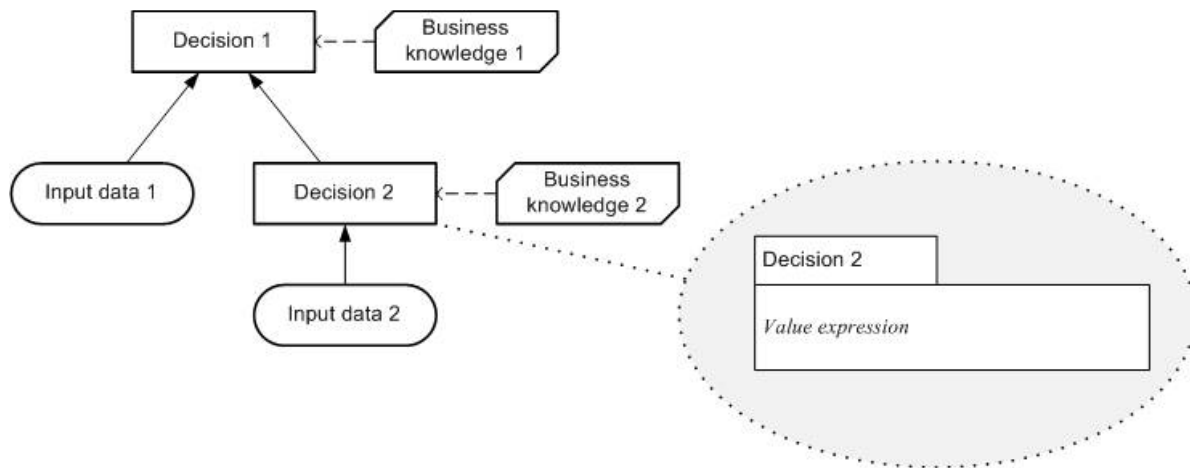 Decision 1
Business
knowledge 1
Input data 1
Decision 2
Business
knowledge 2
Input data 2
Decision 2
Value expression